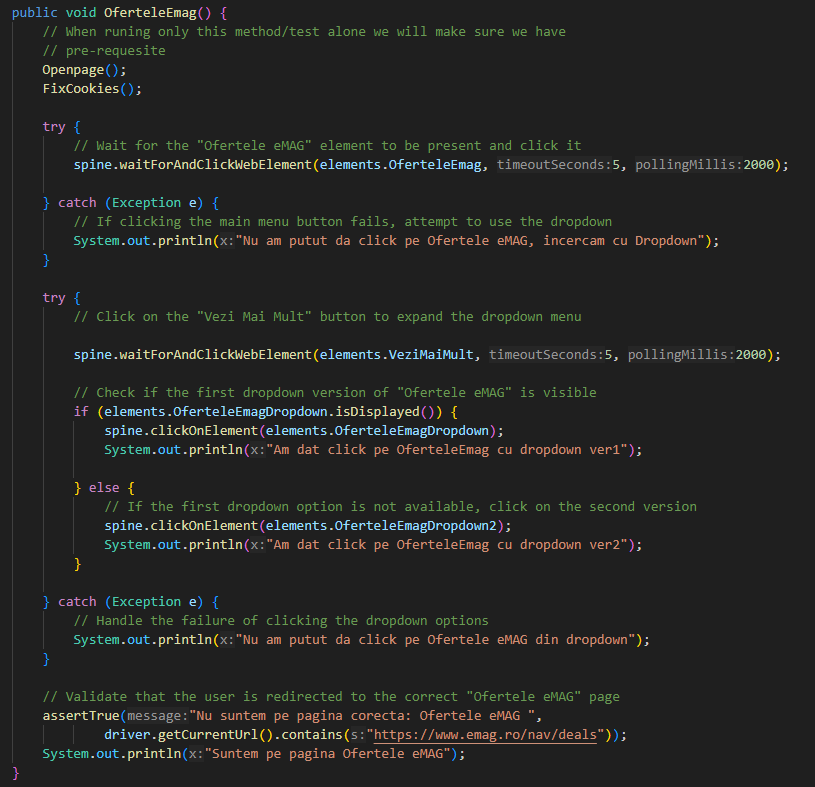 public void OferteleEmag() {
// When runing only this method/test alone we will make sure we have
// pre-requesite
Openpage();
FixCookies();
try {
// Wait for the "Ofertele eMAG" element to be present and click it
spine.waitForAndClickWebElement(elements.OferteleEmag, timeoutSeconds:5, pollingMillis:2000);
} catch (Exception e) {
// If clicking the main menu button fails, attempt to use the dropdown
System.out.println(x:"Nu am putut da click pe Ofertele eMAG, incercam cu Dropdown");
}
try {
// Click on the "Vezi Mai Mult" button to expand the dropdown menu
spine.waitForAndClickWebElement(elements.VeziMaiMult, timeoutSeconds:5, pollingMillis:2000);
// Check if the first dropdown version of "Ofertele eMAG" is visible
if (elements.OferteleEmagDropdown.isDisplayed()) {
spine.clickOnElement(elements.OferteleEmagDropdown);
System.out.println(x:"Am dat click pe OferteleEmag cu dropdown ver1");
} else {
// If the first dropdown option is not available, click on the second version
spine.clickOnElement(elements.OferteleEmagDropdown2);
System.out.println(x:"Am dat click pe OferteleEmag cu dropdown ver2");
}
} catch (Exception e) {
// Handle the failure of clicking the dropdown options
System.out.println(x:"Nu am putut da click pe Ofertele eMAG din dropdown");
}
// Validate that the user is redirected to the correct "Ofertele eMAG" page
assertTrue(message:"Nu suntem pe pagina corecta: Ofertele eMAG ",
driver.getCurrentUrl().contains(s:"https://www.emag.ro/nav/deals"));
System.out.println(x:"Suntem pe pagina Ofertele eMAG");
}